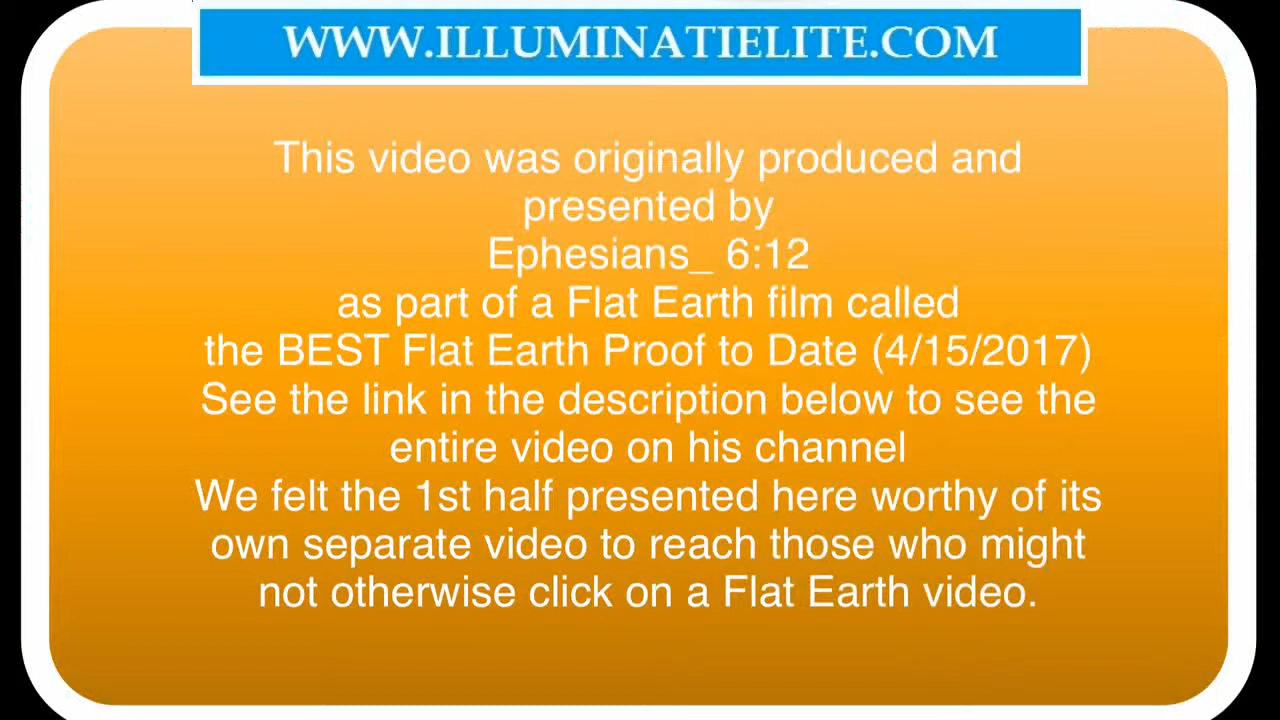 WWW.ILLUMINATIELITE.COM
This video was originally produced and
presented by
Ephesians_ 6:12
as part of a Flat Earth film called
the BEST Flat Earth Proof to Date (4/15/2017)
See the link in the description below to see the
entire video on his channel
We felt the 1st half presented here worthy of its
own separate video to reach those who might
not otherwise click on a Flat Earth video.